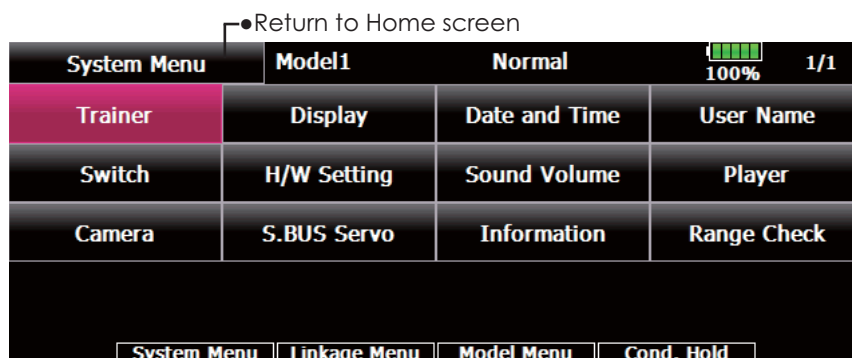 Return to Home screen
System Menu Model1 Normal 100% 1/1
Trainer Display Date and Time User Name
Switch H/W Setting Sound Volume Player
Camera S.BUS Servo Information Range Check
System Menu Linkage Menu Model Menu Cond. Hold